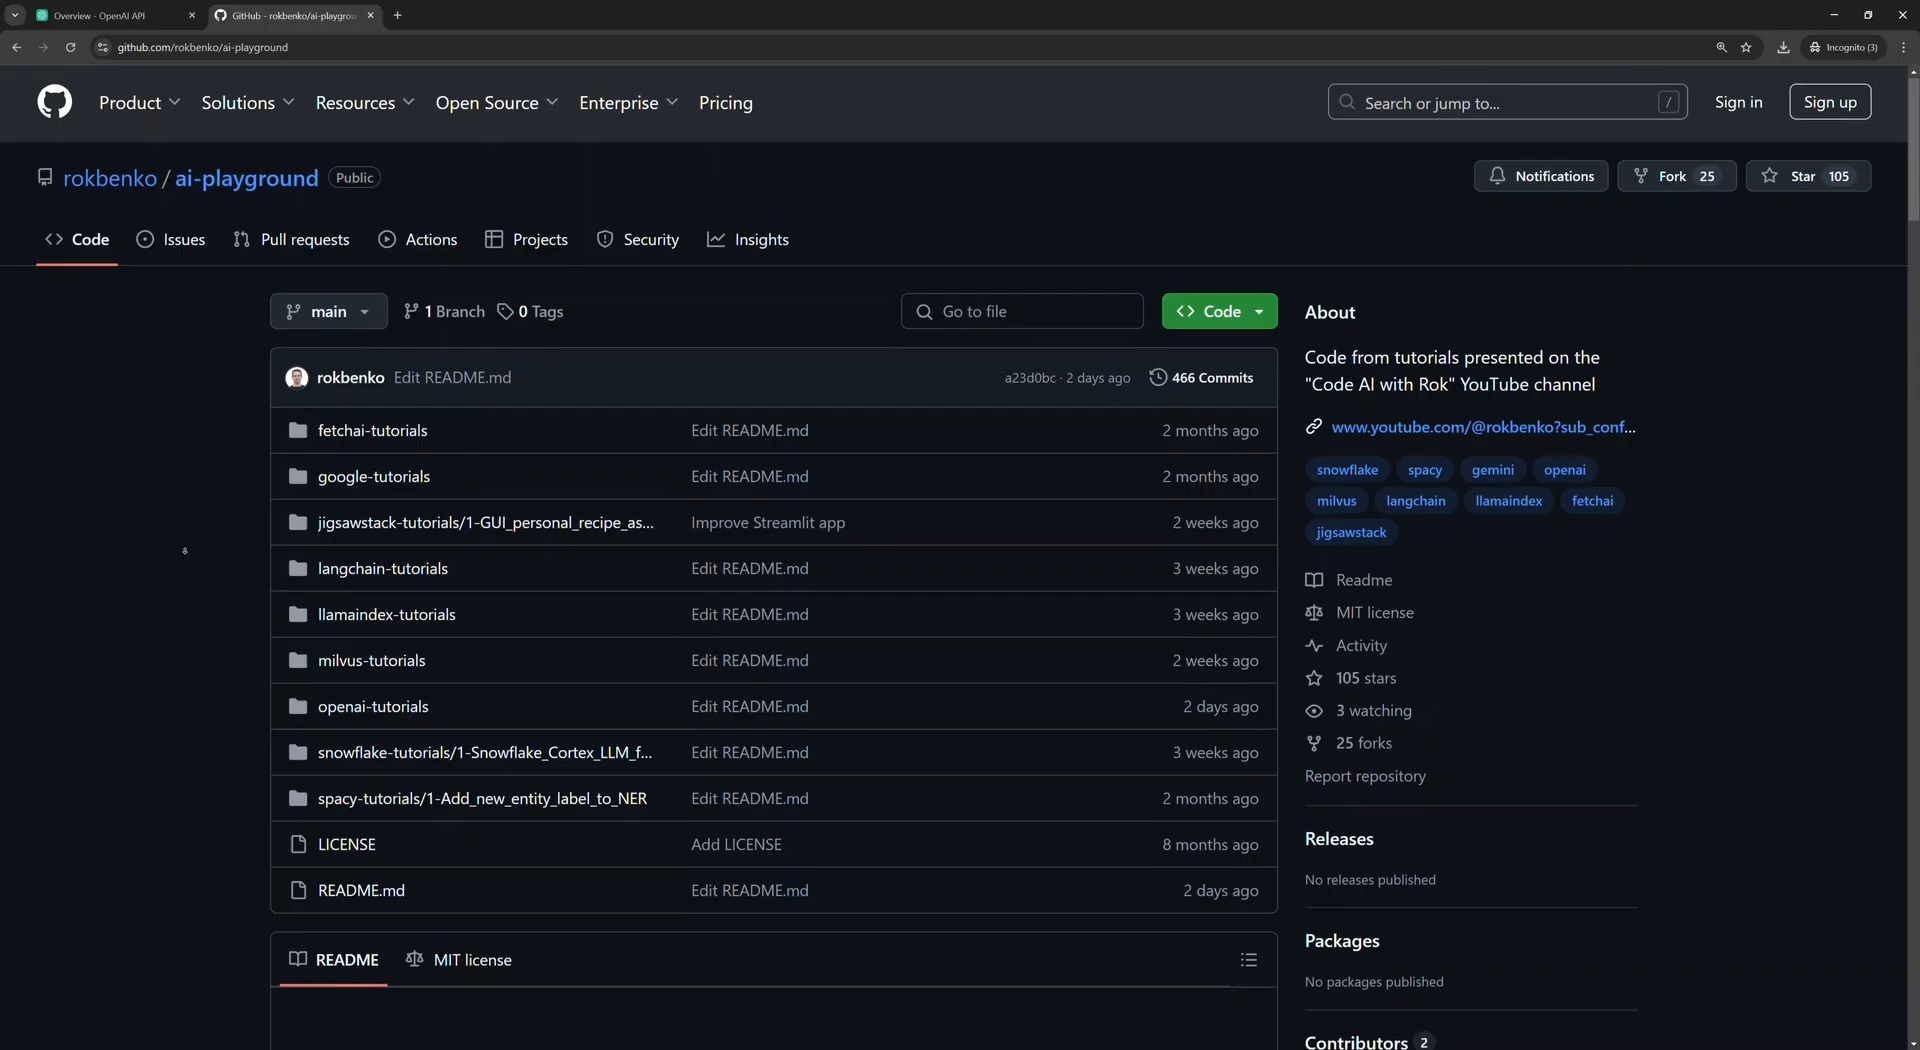 Overview - OpenAI API
GitHub - rokbenko/ai-playgrou
github.com/rokbenko/ai-playground
Incognito (3)
Product
Solutions
Resources
Open Source
Enterprise
Pricing
Search or jump to...
/
Sign in
Sign up
rokbenko / ai-playground
Public
Notifications
Fork 25
Star 105
Code
Issues
Pull requests
Actions
Projects
Security
Insights
main
1 Branch
0 Tags
Go to file
Code
rokbenko Edit README.md a23d0bc · 2 days ago 466 Commits
fetchai-tutorials Edit README.md 2 months ago
google-tutorials Edit README.md 2 months ago
jigsawstack-tutorials/1-GUI_personal_recipe_as... Improve Streamlit app 2 weeks ago
langchain-tutorials Edit README.md 3 weeks ago
llamaindex-tutorials Edit README.md 3 weeks ago
milvus-tutorials Edit README.md 2 weeks ago
openai-tutorials Edit README.md 2 days ago
snowflake-tutorials/1-Snowflake_Cortex_LLM_f... Edit README.md 3 weeks ago
spacy-tutorials/1-Add_new_entity_label_to_NER Edit README.md 2 months ago
LICENSE Add LICENSE 8 months ago
README.md Edit README.md 2 days ago
README
MIT license
About
Code from tutorials presented on the
"Code AI with Rok" YouTube channel
www.youtube.com/@rokbenko?sub_conf...
snowflake spacy gemini openai
milvus langchain llamaindex fetchai
jigsawstack
Readme
MIT license
Activity
105 stars
3 watching
25 forks
Report repository
Releases
No releases published
Packages
No packages published
Contributors 2